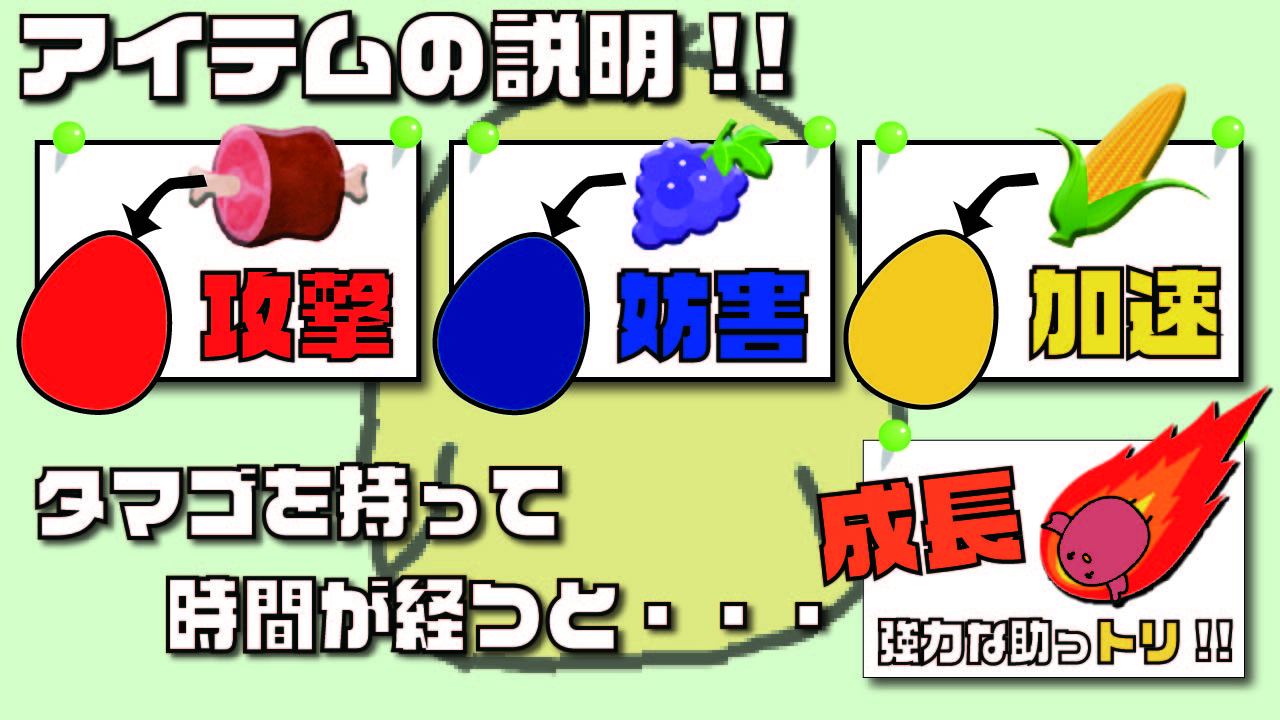 アイテムの説明!!
攻撃
妨害
加速
タマゴを持って
時間が経つと・・・
成長
強力な助っトリ!!